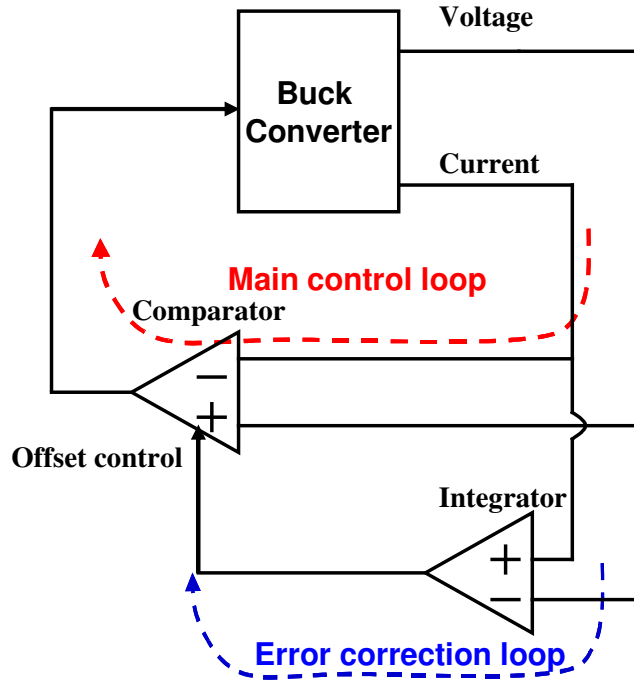 Voltage
Buck
Converter
Current
Main control loop
Comparator
−
+
Offset control
Integrator
+
−
Error correction loop